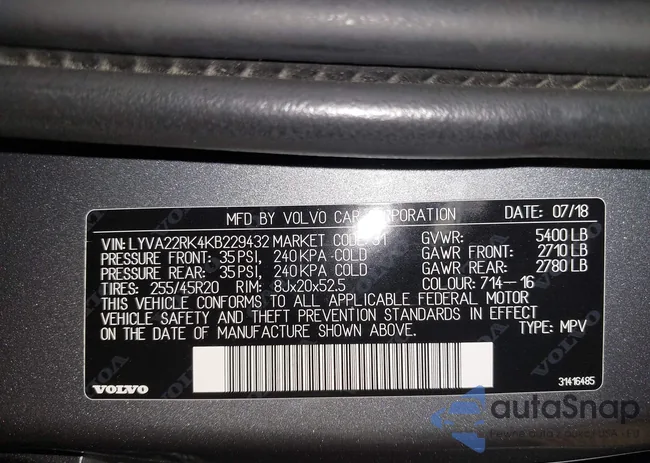 MFD BY VOLVO CAR CORPORATION DATE: 07/18
VIN: LYVA22RK4KB229432 MARKET CODE: 31 GVWR: 5400 LB
PRESSURE FRONT: 35 PSI, 240 KPA-COLD GAWR FRONT: 2710 LB
PRESSURE REAR: 35 PSI, 240 KPA-COLD GAWR REAR: 2780 LB
TIRES: 255/45R20 RIM: 8Jx20x52.5 COLOUR: 714-16
THIS VEHICLE CONFORMS TO ALL APPLICABLE FEDERAL MOTOR
VEHICLE SAFETY AND THEFT PREVENTION STANDARDS IN EFFECT
ON THE DATE OF MANUFACTURE SHOWN ABOVE. TYPE: MPV
VOLVO 31416485
autoSnap